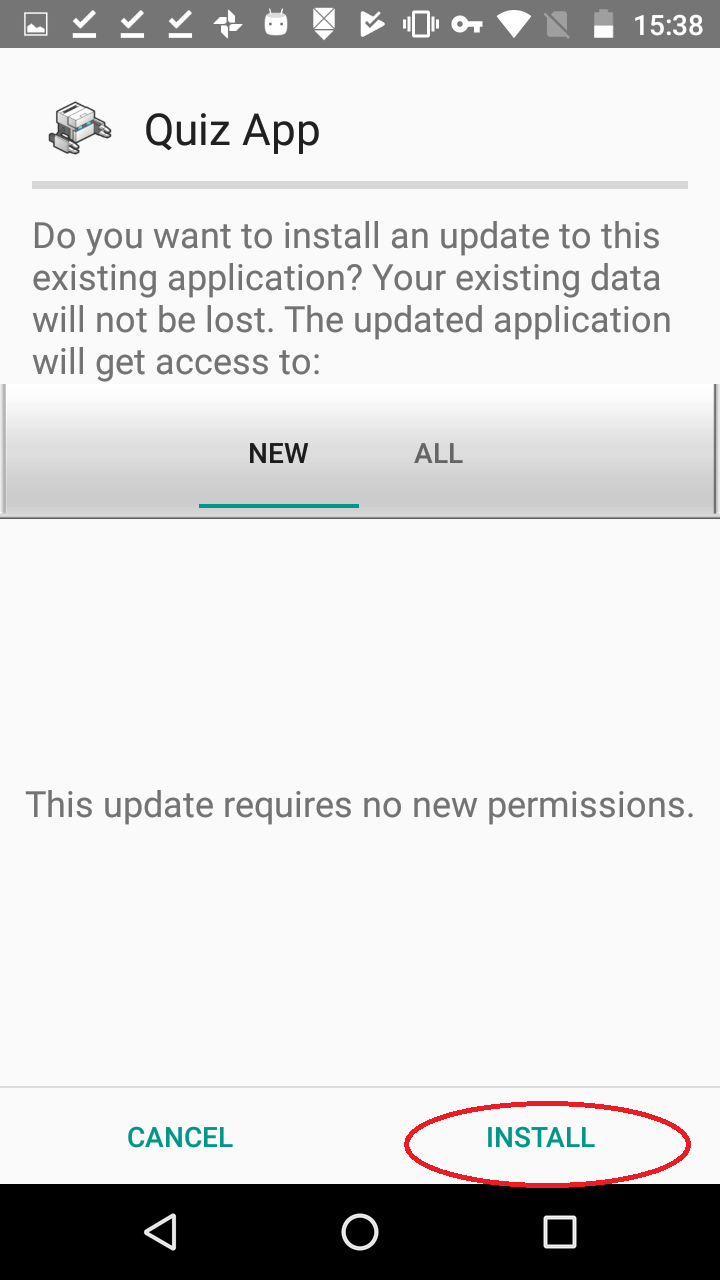 15:38
Quiz App
Do you want to install an update to this
existing application? Your existing data
will not be lost. The updated application
will get access to:
NEW ALL
This update requires no new permissions.
CANCEL INSTALL